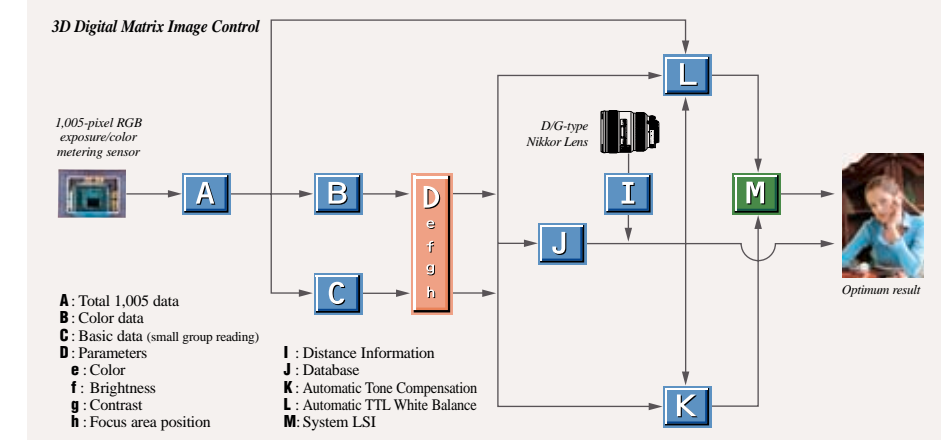 3D Digital Matrix Image Control
L
1,005-pixel RGB
exposure/color
metering sensor
D/G-type
Nikkor Lens
A
B
D
e
f
g
h
I
M
J
C
Optimum result
K
A : Total 1,005 data
B : Color data
C : Basic data (small group reading)
D : Parameters
e : Color
f : Brightness
g : Contrast
h : Focus area position
I : Distance Information
J : Database
K : Automatic Tone Compensation
L : Automatic TTL White Balance
M: System LSI